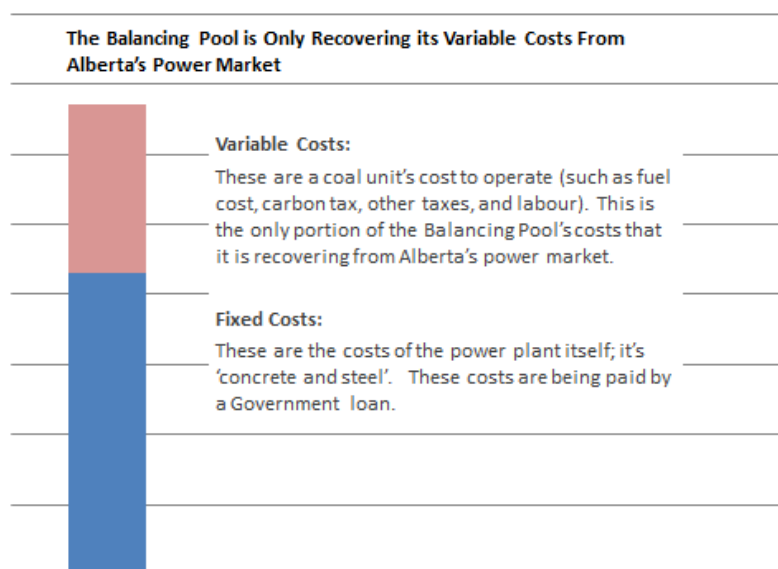 The Balancing Pool is Only Recovering its Variable Costs From
Alberta's Power Market
Variable Costs:
These are a coal unit's cost to operate (such as fuel
cost, carbon tax, other taxes, and labour). This is
the only portion of the Balancing Pool's costs that
it is recovering from Alberta's power market.
Fixed Costs:
These are the costs of the power plant itself; it's
‘concrete and steel’. These costs are being paid by
a Government loan.